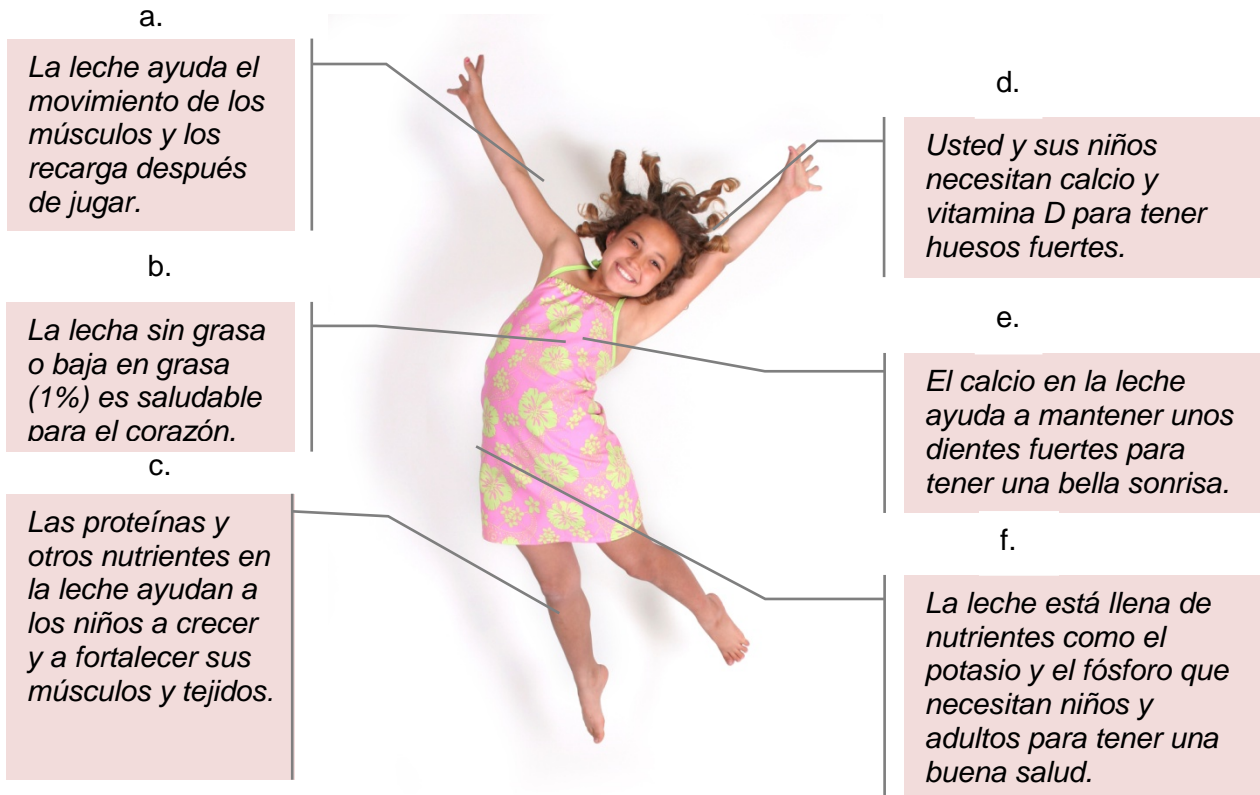 a.
La leche ayuda el
movimiento de los
músculos y los
recarga después
de jugar.
b.
La lecha sin grasa
o baja en grasa
(1%) es saludable
para el corazón.
c.
Las proteínas y
otros nutrientes en
la leche ayudan a
los niños a crecer
y a fortalecer sus
músculos y tejidos.
d.
Usted y sus niños
necesitan calcio y
vitamina D para tener
huesos fuertes.
e.
El calcio en la leche
ayuda a mantener unos
dientes fuertes para
tener una bella sonrisa.
f.
La leche está llena de
nutrientes como el
potasio y el fósforo que
necesitan niños y
adultos para tener una
buena salud.